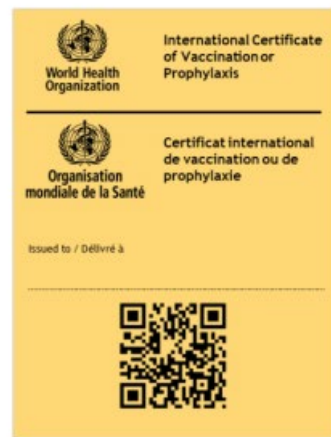 World Health
Organization
International Certificate
of Vaccination or
Prophylaxis
Organisation
mondiale de la Santé
Certificat international
de vaccination ou de
prophylaxie
Issued to / Délivré à